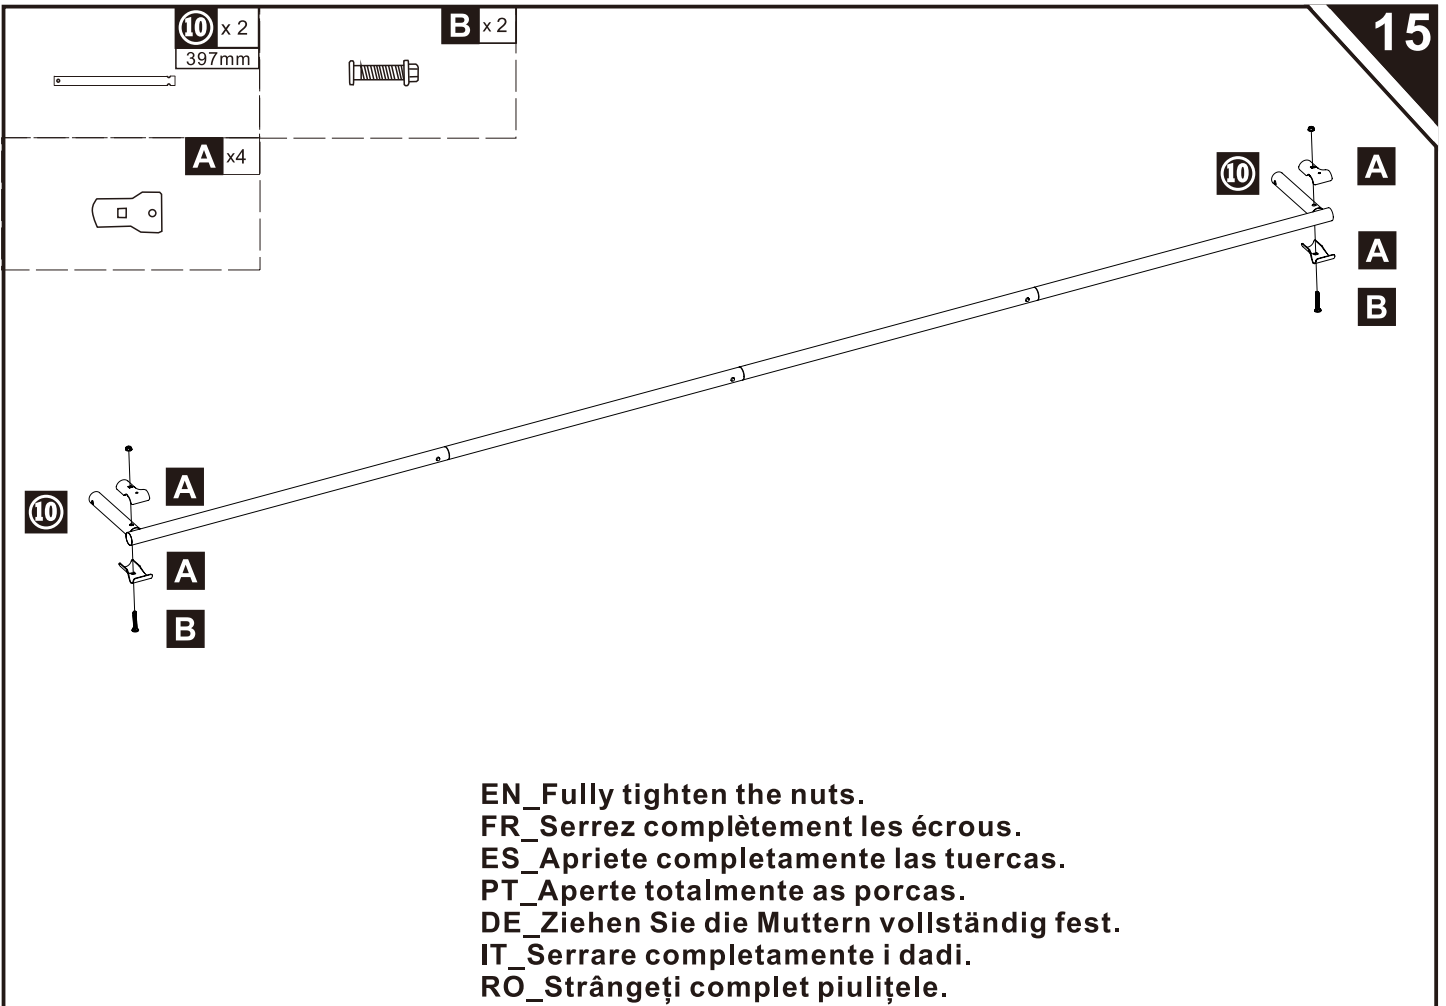 ⑩ x 2
397mm
B x 2
A x4
15
⑩
A
A
B
⑩
A
A
B
EN_Fully tighten the nuts.
FR_Serrez complètement les écrous.
ES_Apriete completamente las tuercas.
PT_Aperte totalmente as porcas.
DE_Ziehen Sie die Muttern vollständig fest.
IT_Serrare completamente i dadi.
RO_Strângeți complet piulițele.